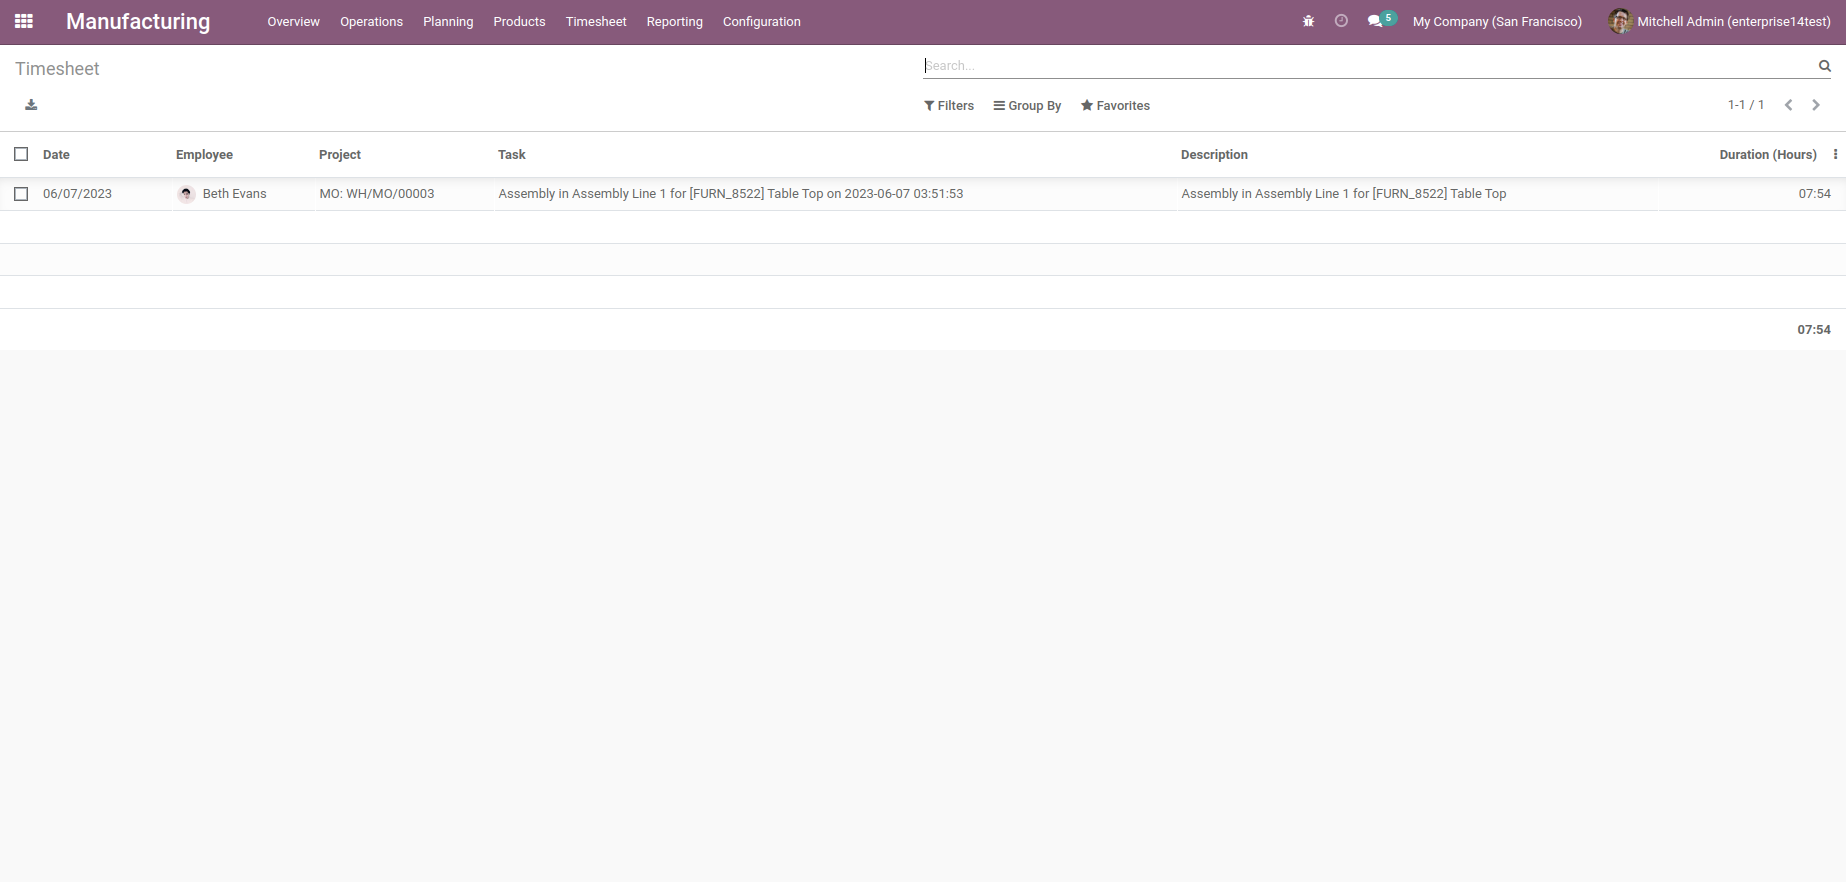 Manufacturing Overview Operations Planning Products Timesheet Reporting Configuration 5 My Company (San Francisco) Mitchell Admin (enterprise14test)
Timesheet Search...
Filters Group By Favorites 1-1 / 1
Date Employee Project Task Description Duration (Hours)
06/07/2023 Beth Evans MO: WH/MO/00003 Assembly in Assembly Line 1 for [FURN_8522] Table Top on 2023-06-07 03:51:53 Assembly in Assembly Line 1 for [FURN_8522] Table Top 07:54
07:54